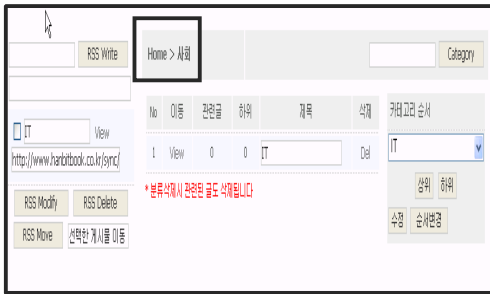 RSS Write
Home > 사회
Category
No 이동 관련글 하위 제목 삭제
1 View 0 0 IT Del
* 분류삭제시 관련된 글도 삭제됩니다
IT View
http://www.hanbitbook.co.kr/sync/
RSS Modify RSS Delete
RSS Move 선택한 게시물 이동
카테고리 순서
IT
상위 하위
수정 순서변경